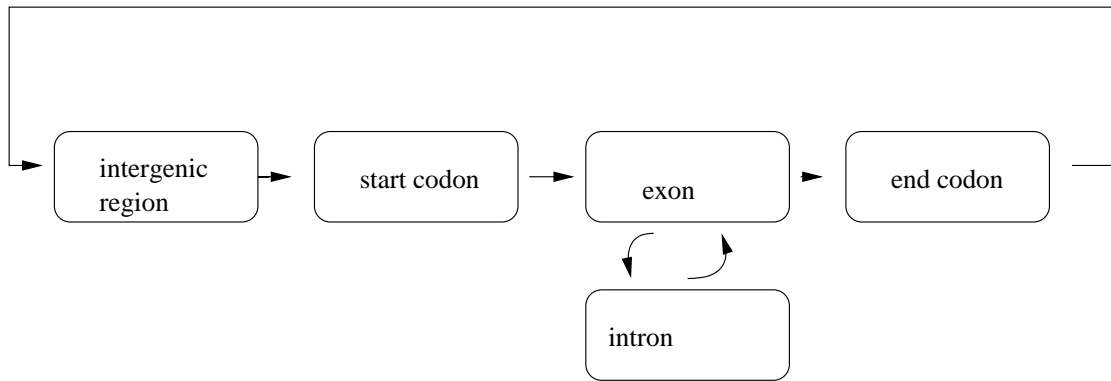 intergenic
region
start codon
exon
end codon
intron